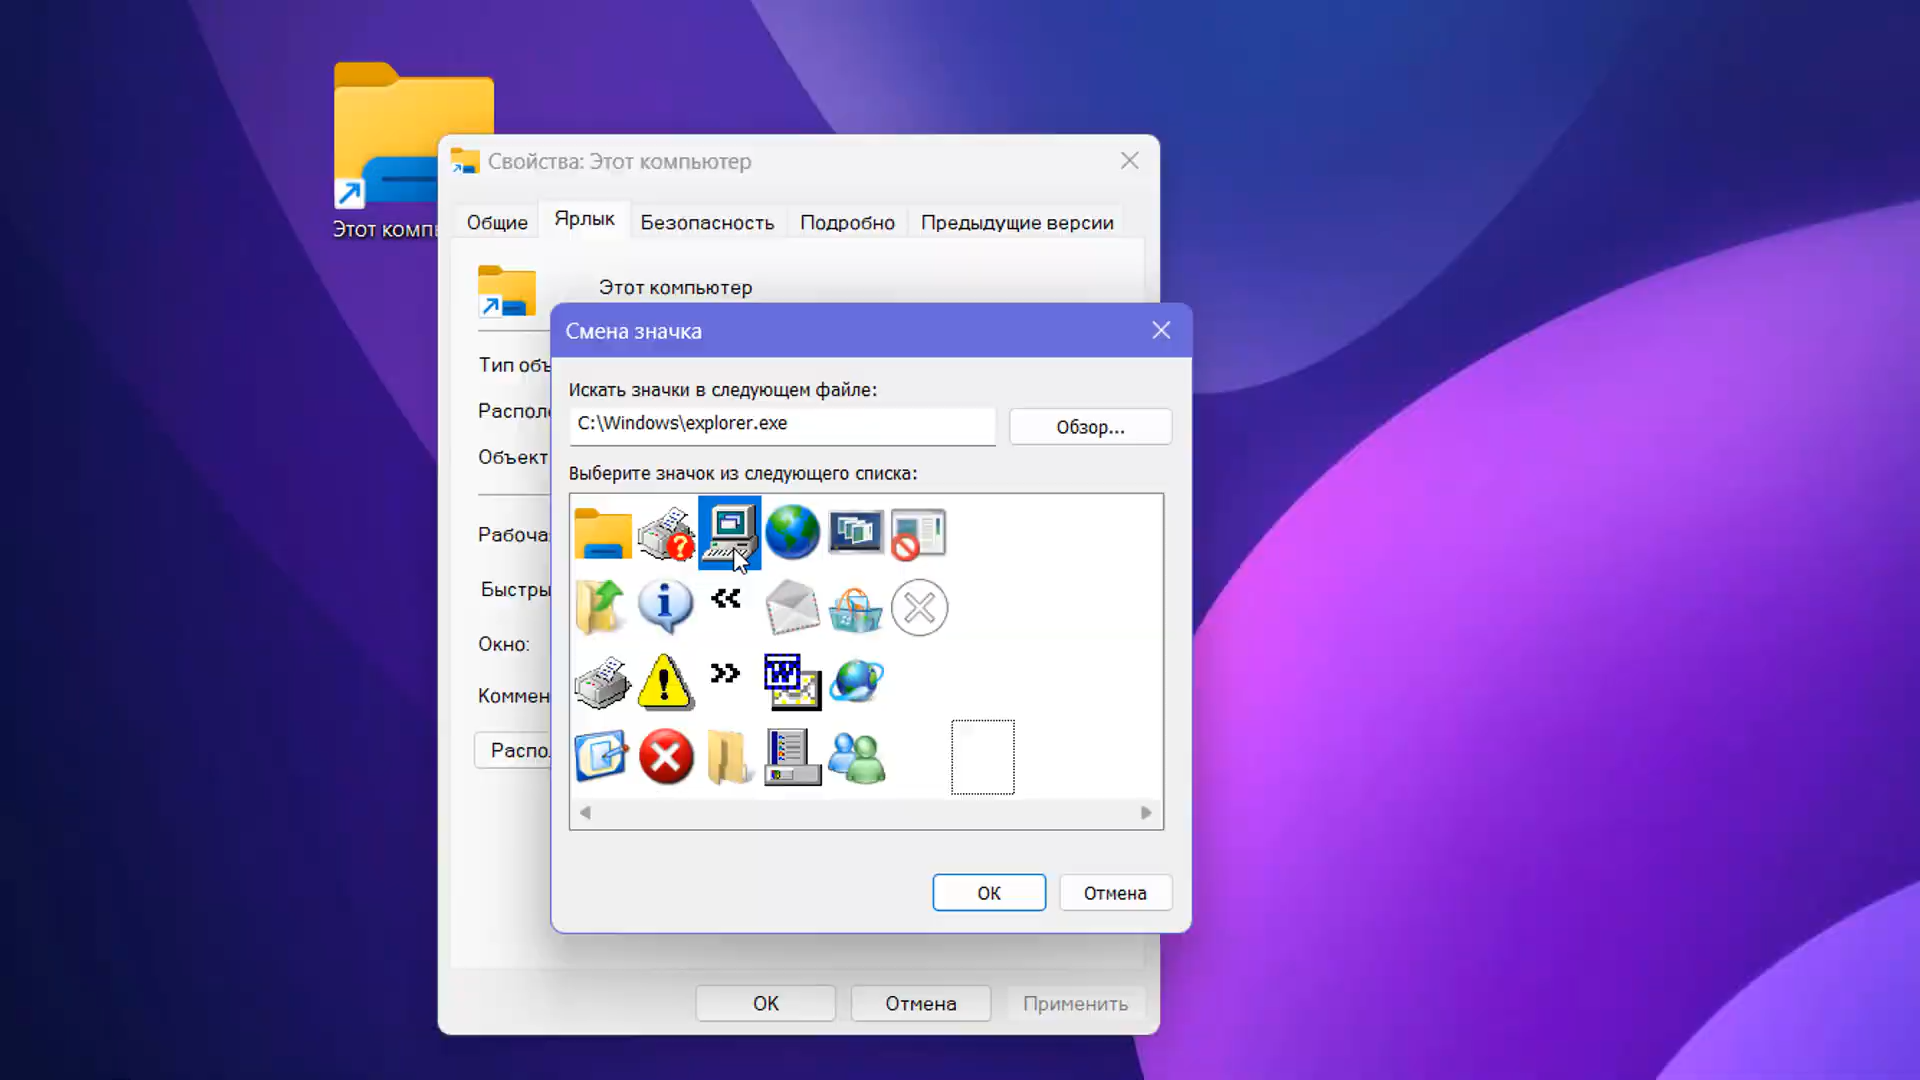 Этот комп
Свойства: Этот компьютер
Общие
Ярлык
Безопасность
Подробно
Предыдущие версии
Этот компьютер
Тип объ
Располо
Объект
Рабоча
Быстры
Окно:
Коммен
Распо
Смена значка
Искать значки в следующем файле:
C:\Windows\explorer.exe
Обзор...
Выберите значок из следующего списка:
W
ОК
Отмена
ОК
Отмена
Применить